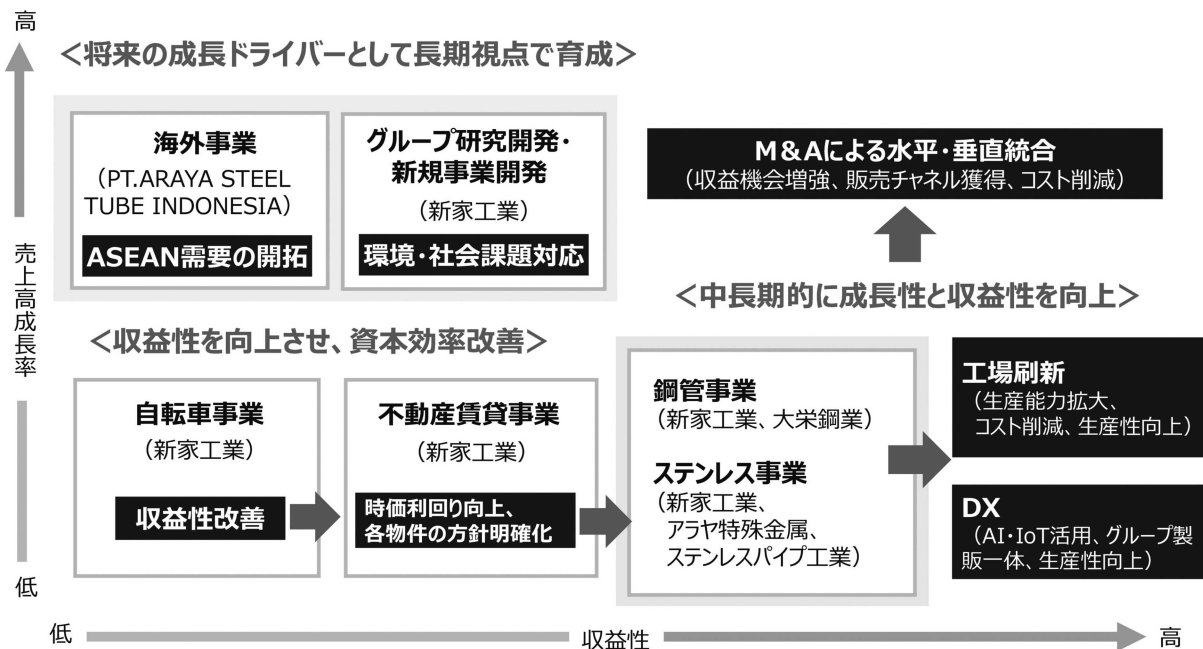 高
<将来の成長ドライバーとして長期視点で育成>
海外事業
(PT.ARAYA STEEL
TUBE INDONESIA)
ASEAN需要の開拓
グループ研究開発・
新規事業開発
(新家工業)
環境・社会課題対応
M&Aによる水平・垂直統合
(収益機会増強、販売チャネル獲得、コスト削減)
売上高成長率
<中長期的に成長性と収益性を向上>
<収益性を向上させ、資本効率改善>
自転車事業
(新家工業)
収益性改善
不動産賃貸事業
(新家工業)
時価利回り向上、
各物件の方針明確化
鋼管事業
(新家工業、大栄鋼業)
ステンレス事業
(新家工業、
アラヤ特殊金属、
ステンレスパイプ工業)
工場刷新
(生産能力拡大、
コスト削減、生産性向上)
DX
(AI・IoT活用、グループ製
販一体、生産性向上)
低
低
収益性
高